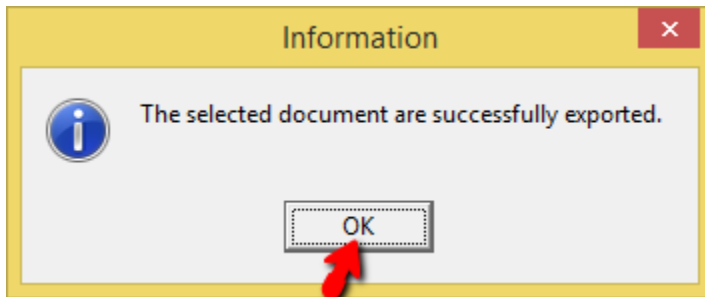 Information
The selected document are successfully exported.
OK